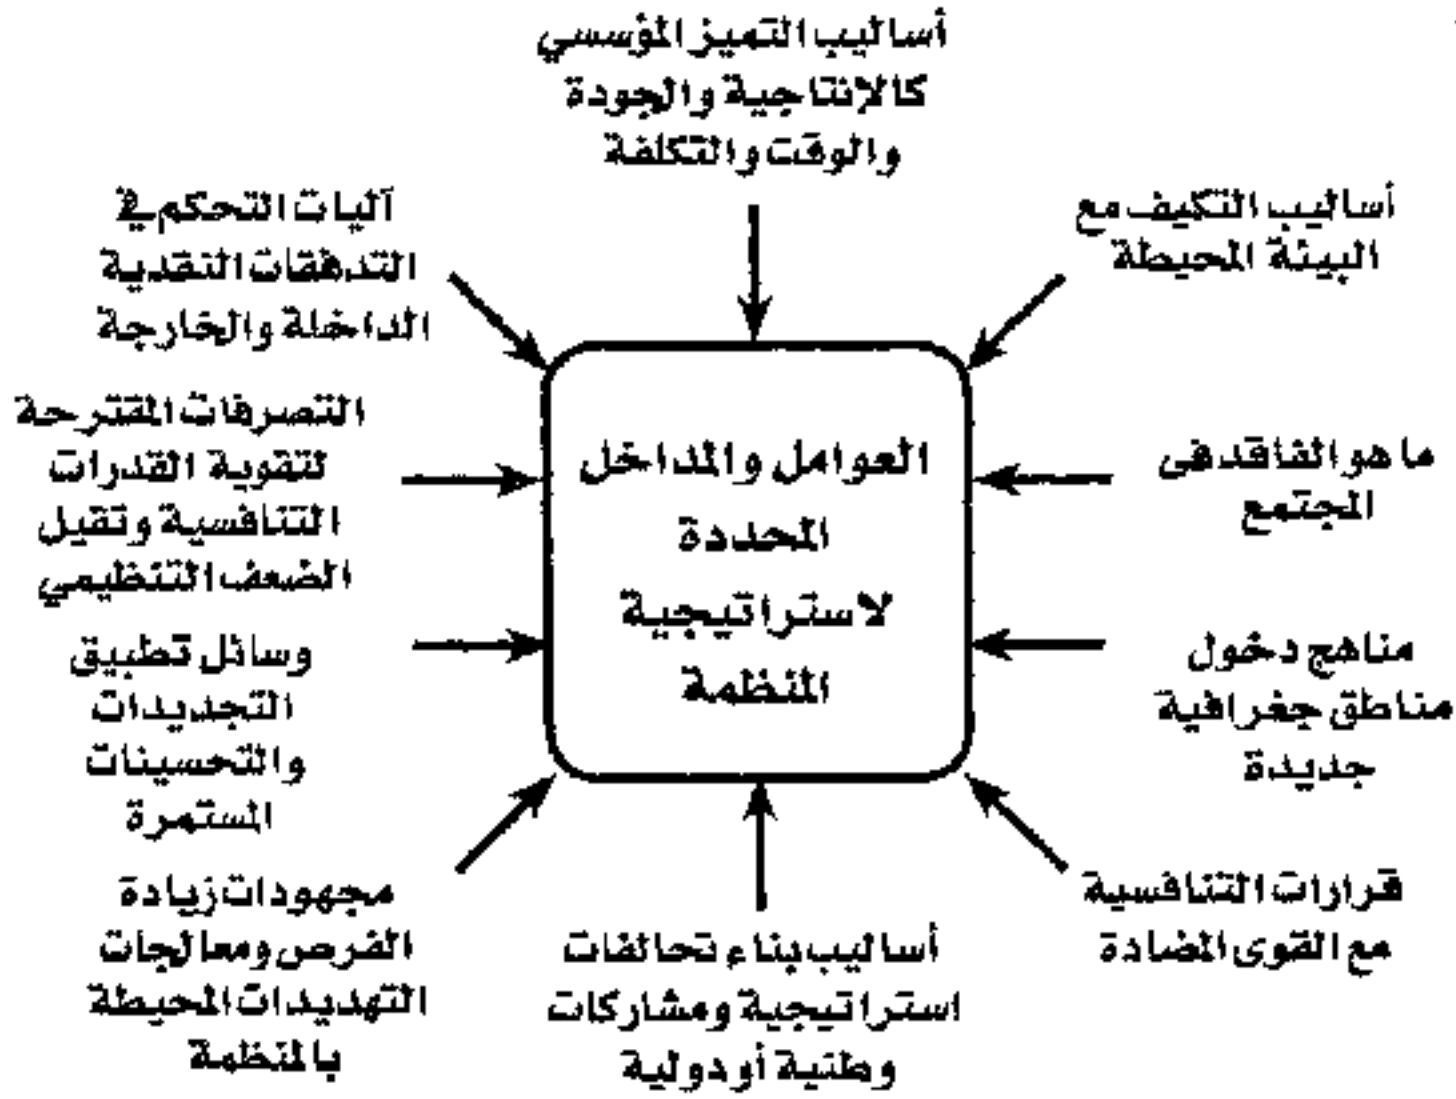 أساليب التميز المؤسسي
كالإنتاجية والجودة
والوقت والتكلفة
أساليب التكيف مع
البيئة المحيطة
ما هو الفاقد فى
المجتمع
مناهج دخول
مناطق جغرافية
جديدة
قرارات التنافسية
مع القوى المضادة
أساليب بناء تحالفات
استراتيجية ومشاركات
وطنية أو دولية
مجهودات زيادة
الفرص ومعالجات
التهديدات المحيطة
بالمنظمة
وسائل تطبيق
التجديدات
والتحسينات
المستمرة
التصرفات المقترحة
لتقوية القدرات
التنافسية وتقيل
الضعف التنظيمي
آليات التحكم في
التدفقات النقدية
الداخلة والخارجة
العوامل والمداخل
المحددة
لاستراتيجية
المنظمة